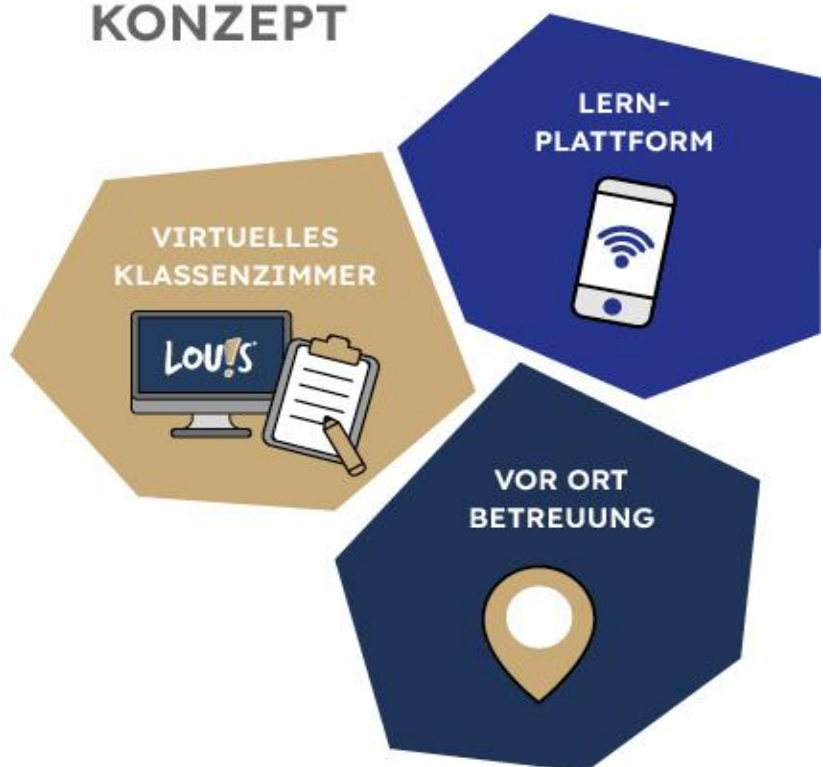 KONZEPT
LERN-
PLATTFORM
VIRTUELLES
KLASSENZIMMER
LOU!S
VOR ORT
BETREUUNG